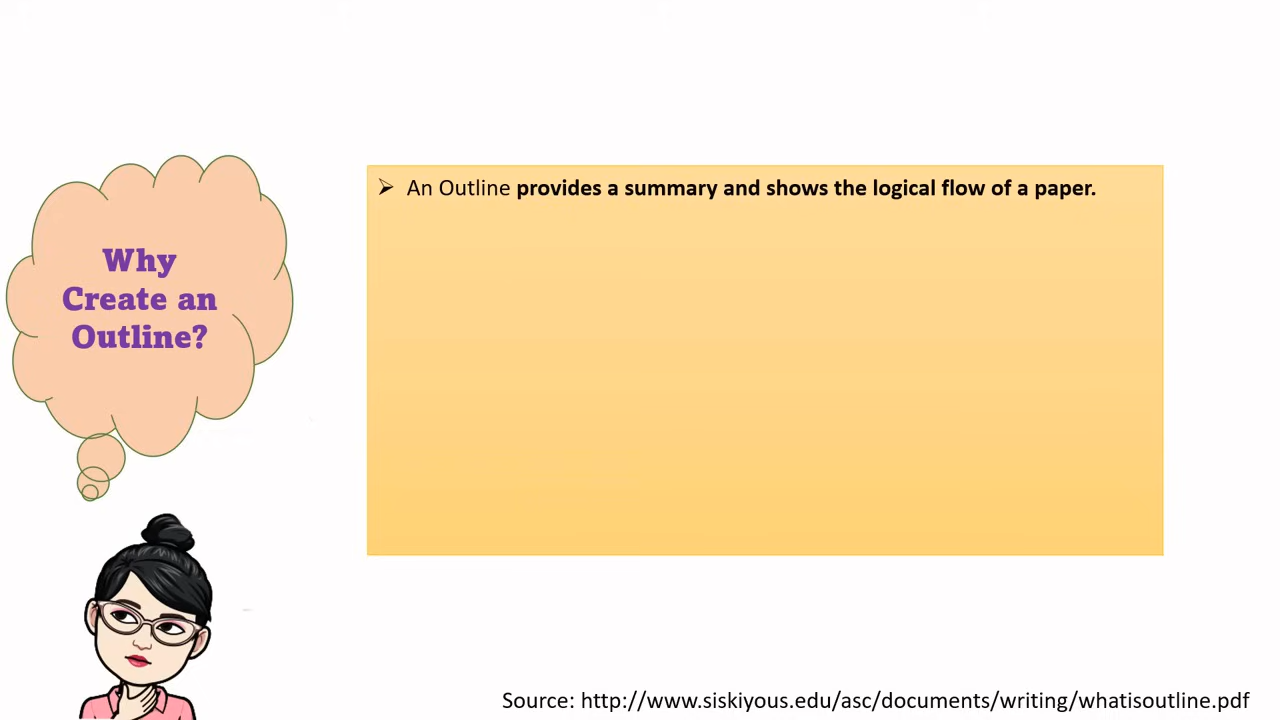 Why
Create an
Outline?
➢ An Outline provides a summary and shows the logical flow of a paper.
Source: http://www.siskiyous.edu/asc/documents/writing/whatisoutline.pdf